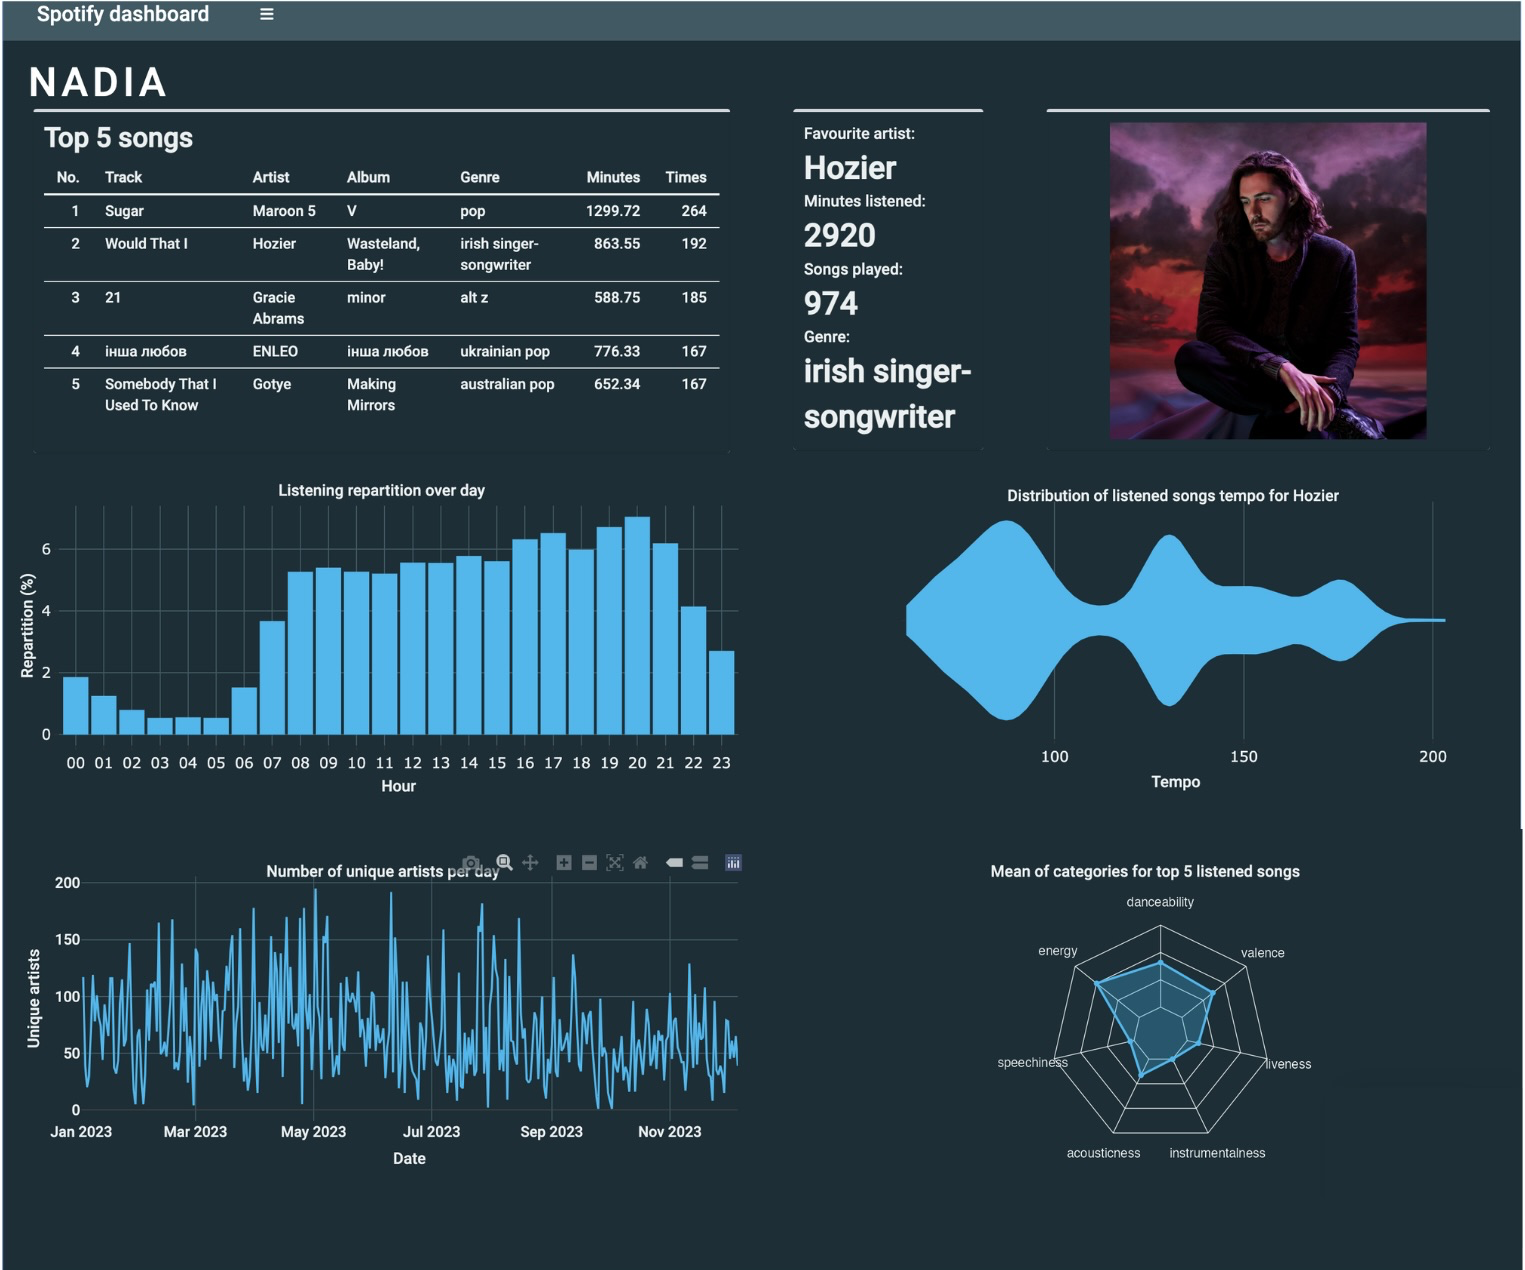 Spotify dashboard
NADIA
Top 5 songs
No. Track Artist Album Genre Minutes Times
1 Sugar Maroon 5 V pop 1299.72 264
2 Would That I Hozier Wasteland, irish singer- 863.55 192
Baby! songwriter
3 21 Gracie minor alt z 588.75 185
Abrams
4 інша любов ENLEO інша любов ukrainian pop 776.33 167
5 Somebody That I Gotye Making australian pop 652.34 167
Used To Know Mirrors
Favourite artist:
Hozier
Minutes listened:
2920
Songs played:
974
Genre:
irish singer-
songwriter
Listening repartition over day
Repartition (%)
6
4
2
0
00 01 02 03 04 05 06 07 08 09 10 11 12 13 14 15 16 17 18 19 20 21 22 23
Hour
Distribution of listened songs tempo for Hozier
100 150 200
Tempo
Number of unique artists per day
Unique artists
200
150
100
50
0
Jan 2023 Mar 2023 May 2023 Jul 2023 Sep 2023 Nov 2023
Date
Mean of categories for top 5 listened songs
danceability
energy valence
speechiness liveness
acousticness instrumentalness